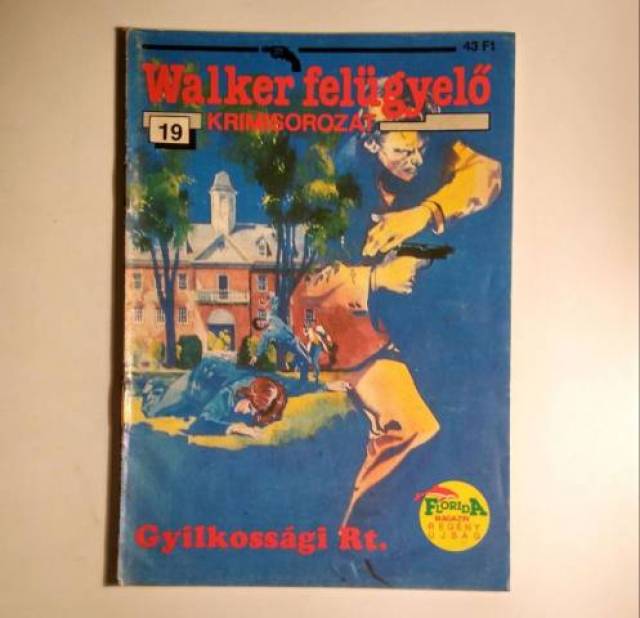 43 Ft
Walker felügyelő
KRIMISOROZAT
19
Gyilkossági Rt.
FLORIDA
MAGAZIN
REGÉNY
ÚJSÁG